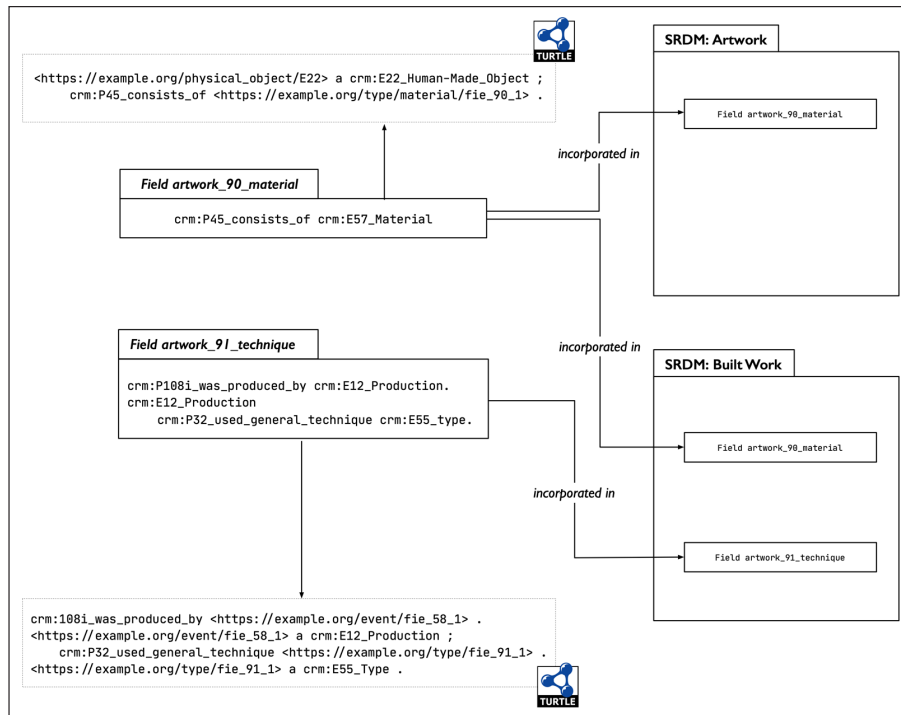 TURTLE
SRDM: Artwork
<https://example.org/physical_object/E22> a crm:E22_Human-Made_Object ;
crm:P45_consists_of <https://example.org/type/material/fie_90_1> .
Field artwork_90_material
incorporated in
Field artwork_90_material
crm:P45_consists_of crm:E57_Material
Field artwork_91_technique
incorporated in
SRDM: Built Work
crm:P108i_was_produced_by crm:E12_Production.
crm:E12_Production
crm:P32_used_general_technique crm:E55_type.
Field artwork_90_material
incorporated in
Field artwork_91_technique
crm:108i_was_produced_by <https://example.org/event/fie_58_1> .
<https://example.org/event/fie_58_1> a crm:E12_Production ;
crm:P32_used_general_technique <https://example.org/type/fie_91_1> .
<https://example.org/type/fie_91_1> a crm:E55_Type .
TURTLE